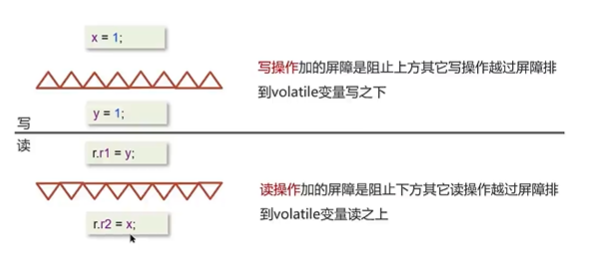 x = 1;
写操作加的屏障是阻止上方其它写操作越过屏障排
到volatile变量写之下
y = 1;
写
读
r.r1 = y;
读操作加的屏障是阻止下方其它读操作越过屏障排
到volatile变量读之上
r.r2 = x;